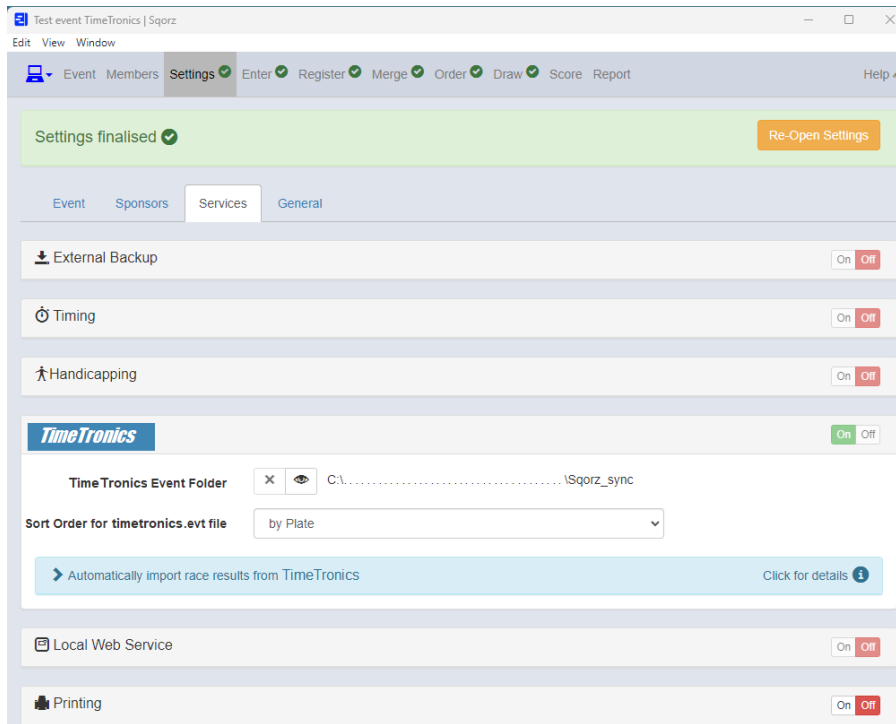 Test event TimeTronics | Sqorz
Edit View Window
Event Members Settings Enter Register Merge Order Draw Score Report Help
Settings finalised Re-Open Settings
Event Sponsors Services General
External Backup On Off
Timing On Off
Handicapping On Off
TimeTronics On Off
TimeTronics Event Folder C:\.....................................\Sqorz_sync
Sort Order for timetronics.evt file by Plate
Automatically import race results from TimeTronics Click for details
Local Web Service On Off
Printing On Off